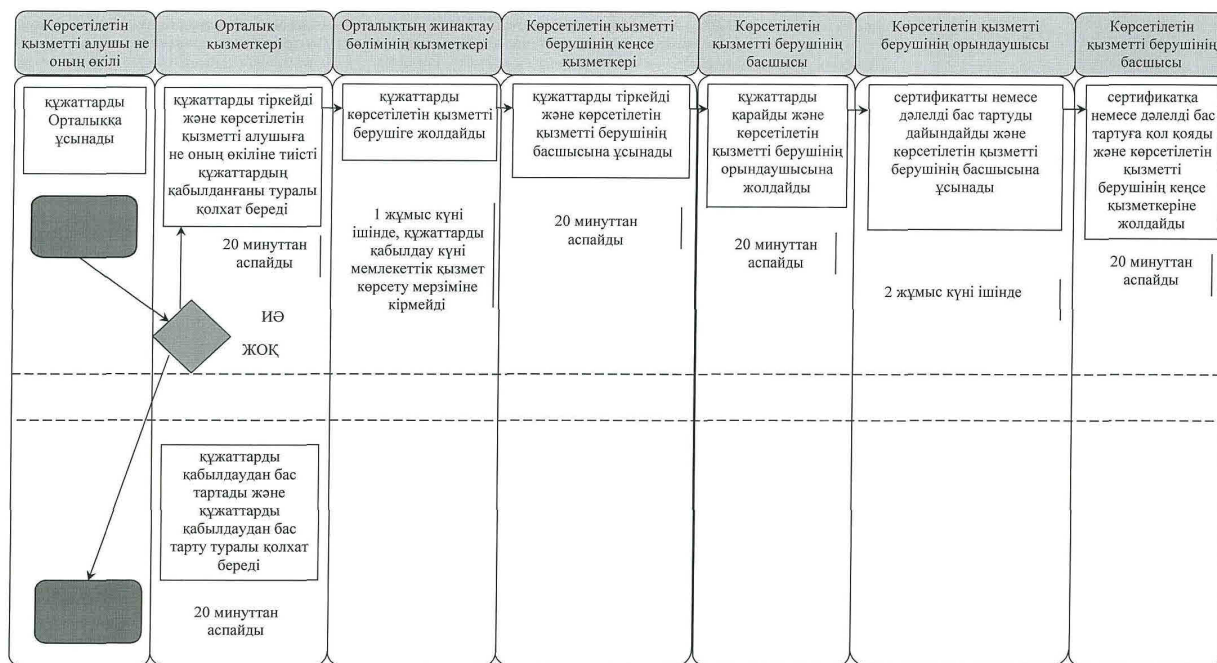 Көрсетілетін
қызметті алушы не
оның өкілі
Орталық
қызметкері
Орталықтың жинақтау
бөлімінің қызметкері
Көрсетілетін қызметті
берушінің кеңсе
қызметкері
Көрсетілетін
қызметті берушінің
басшысы
Көрсетілетін қызметті
берушінің орындаушысы
Көрсетілетін
қызметті берушінің
басшысы
құжаттарды
Орталыққа
ұсынады
құжаттарды тіркейді
және көрсетілетін
қызметті алушыға
не оның өкіліне тиісті
құжаттардың
қабылданғаны туралы
қолхат береді
20 минуттан
аспайды
ИӘ
ЖОҚ
құжаттарды
көрсетілетін қызметті
берушіге жолдайды
1 жұмыс күні
ішінде, құжаттарды
қабылдау күні
мемлекеттік қызмет
көрсету мерзіміне
кірмейді
құжаттарды тіркейді
және көрсетілетін
қызметті берушінің
басшысына ұсынады
20 минуттан
аспайды
құжаттарды
қарайды және
көрсетілетін
қызметті берушінің
орындаушысына
жолдайды
20 минуттан
аспайды
сертификатты немесе
дәлелді бас тартуды
дайындайды және
көрсетілетін қызметті
берушінің басшысына
ұсынады
2 жұмыс күні ішінде
сертификатқа
немесе дәлелді бас
тартуға қол қояды
және көрсетілетін
қызметті
берушінің кеңсе
қызметкеріне
жолдайды
20 минуттан
аспайды
құжаттарды
қабылдаудан бас
тартады және
құжаттарды
қабылдаудан бас
тарту туралы қолхат
береді
20 минуттан
аспайды